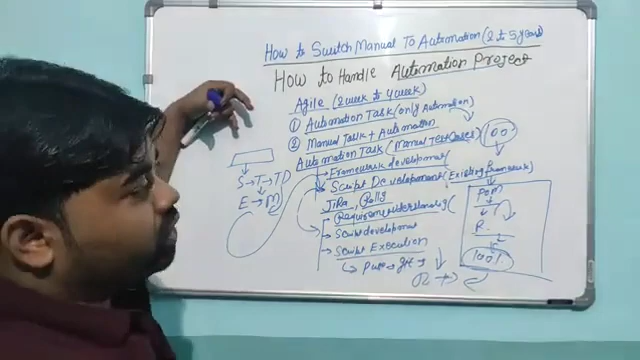 How to Switch Manual To Automation (2 to 5 years)
How to Handle Automation Project
Agile (2 week to 4 week)
① Automation Task (only Automation)
② Manual Task + Automation
Automation Task (Manual Test Cases) 100
Framework development
Script Development (Existing framework)
Jira, Rally
Requirement understanding
Script development
Script Execution
S → T → TD
E → M
POM
R
100%